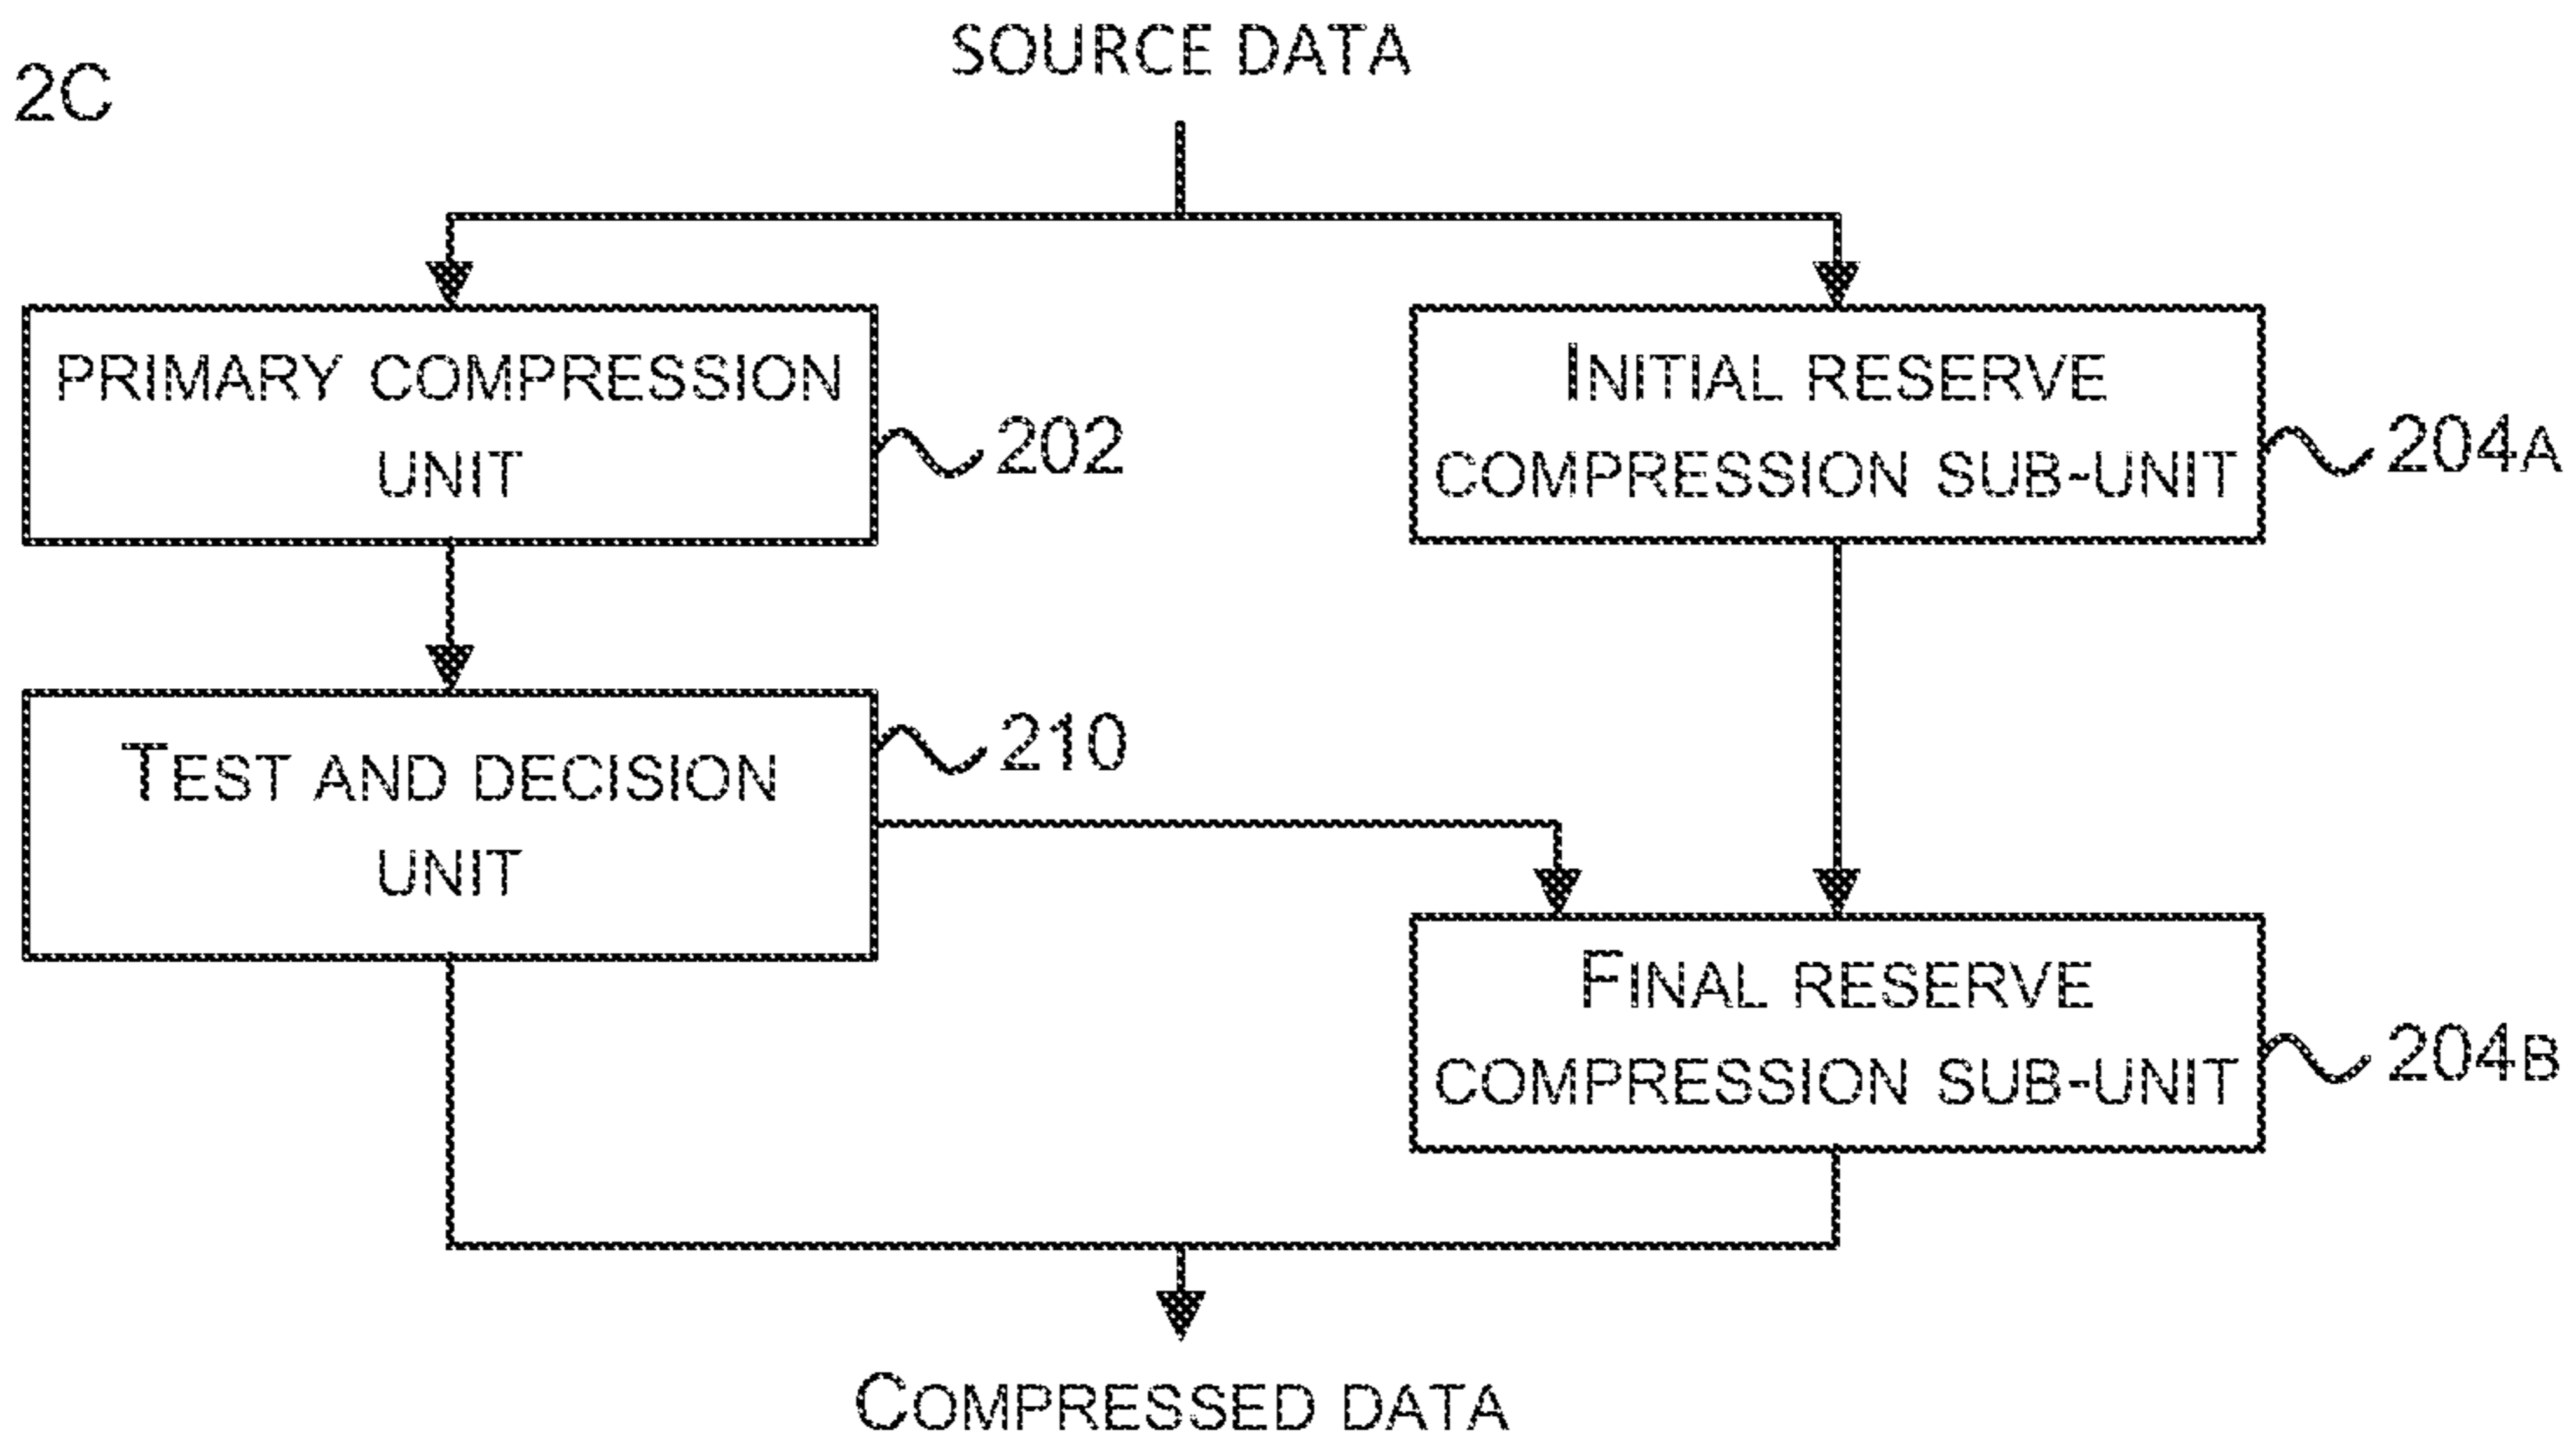 SOURCE DATA
2C
PRIMARY COMPRESSION
UNIT
202
INITIAL RESERVE
COMPRESSION SUB-UNIT
204A
TEST AND DECISION
UNIT
210
FINAL RESERVE
COMPRESSION SUB-UNIT
204B
COMPRESSED DATA